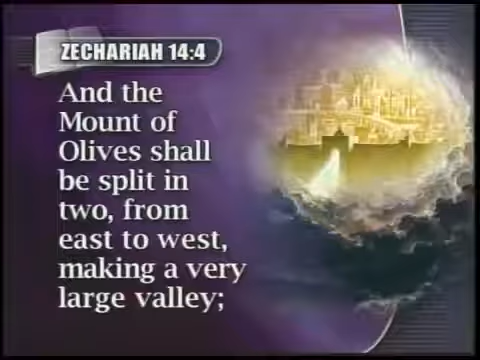 ZECHARIAH 14:4
And the
Mount of
Olives shall
be split in
two, from
east to west,
making a very
large valley;